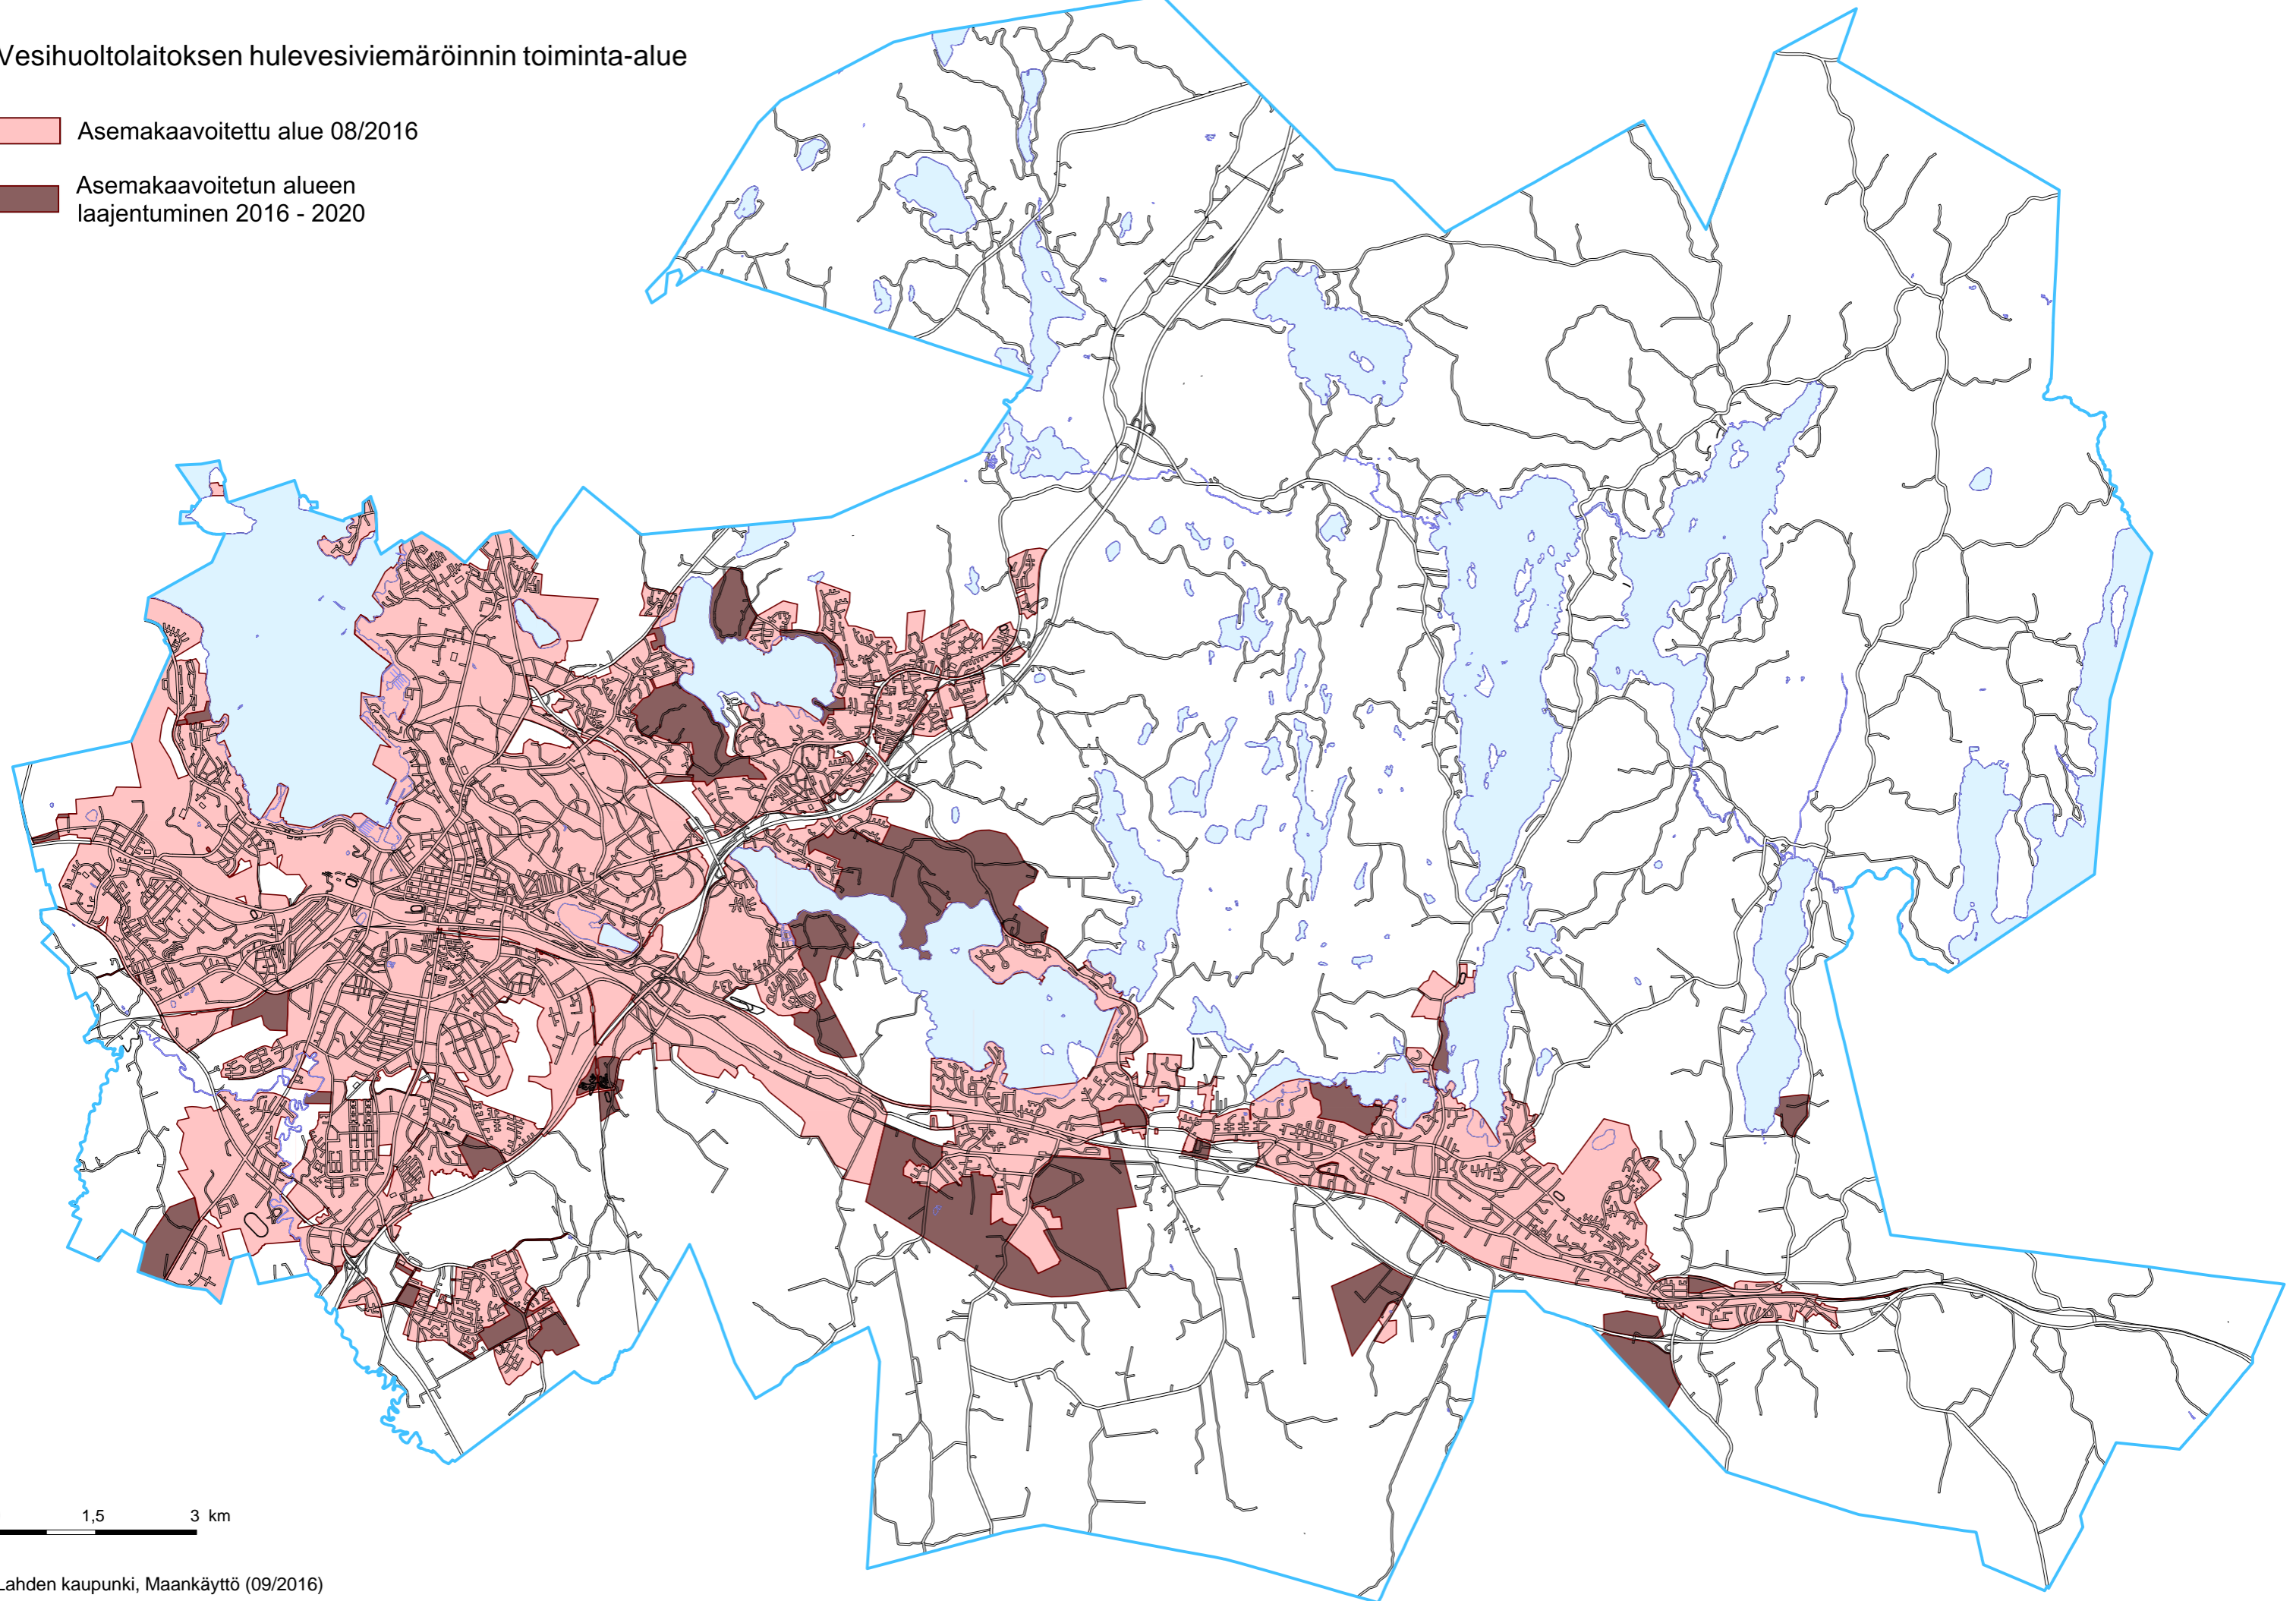 Vesihuoltolaitoksen hulevesiviemäröinnin toiminta-alue
Asemakaavoitettu alue 08/2016
Asemakaavoitetun alueen
laajentuminen 2016 - 2020
1,5 3 km
Lahden kaupunki, Maankäyttö (09/2016)